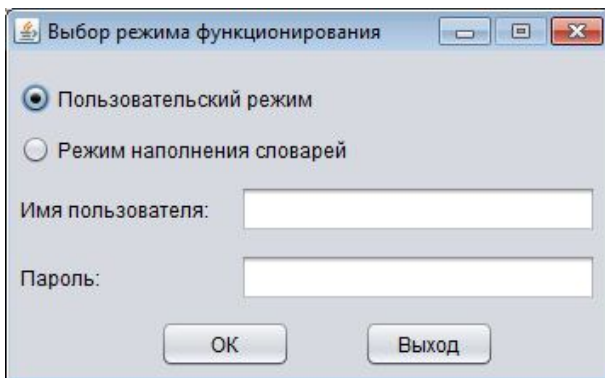 Выбор режима функционирования
Пользовательский режим
Режим наполнения словарей
Имя пользователя:
Пароль:
ОК
Выход